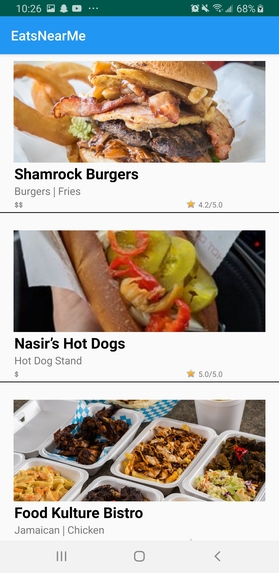 10:26
68%
EatsNearMe
Shamrock Burgers
Burgers | Fries
$$
4.2/5.0
Nasir's Hot Dogs
Hot Dog Stand
$
5.0/5.0
Food Kulture Bistro
Jamaican | Chicken